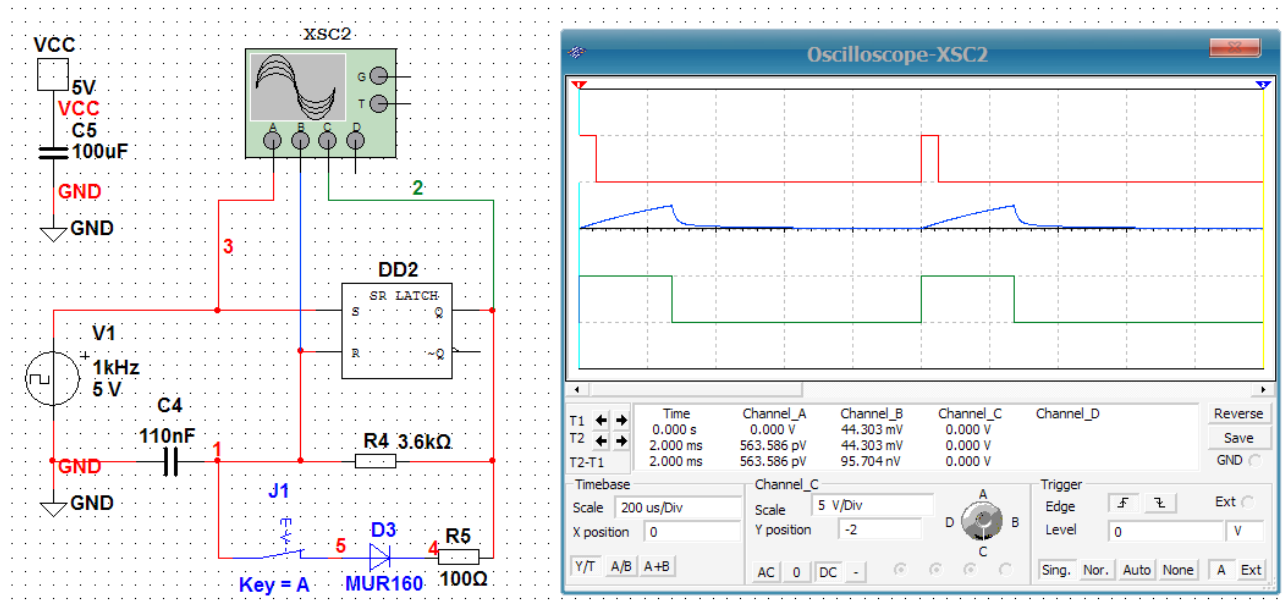 XSC2
G
T
A B C D
VCC
5V
VCC
C5
100uF
GND
GND
2
3
DD2
SR LATCH
S Q
R ~Q
V1
+
1kHz
5 V
C4
110nF
1
R4 3.6kΩ
GND
GND
J1
5
D3
4
R5
Key = A
MUR160
100Ω
Oscilloscope-XSC2
1
2
Time Channel_A Channel_B Channel_C Channel_D
T1 0.000 s 0.000 V 44.303 mV 0.000 V
T2 2.000 ms 563.586 pV 44.303 mV 0.000 V
T2-T1 2.000 ms 563.586 pV 95.704 nV 0.000 V
Reverse
Save
GND
Timebase
Scale 200 us/Div
X position 0
Y/T A/B A+B
Channel_C
Scale 5 V/Div
Y position -2
AC 0 DC -
A
D B
C
Trigger
Edge Ext
Level 0 V
Sing. Nor. Auto None A Ext